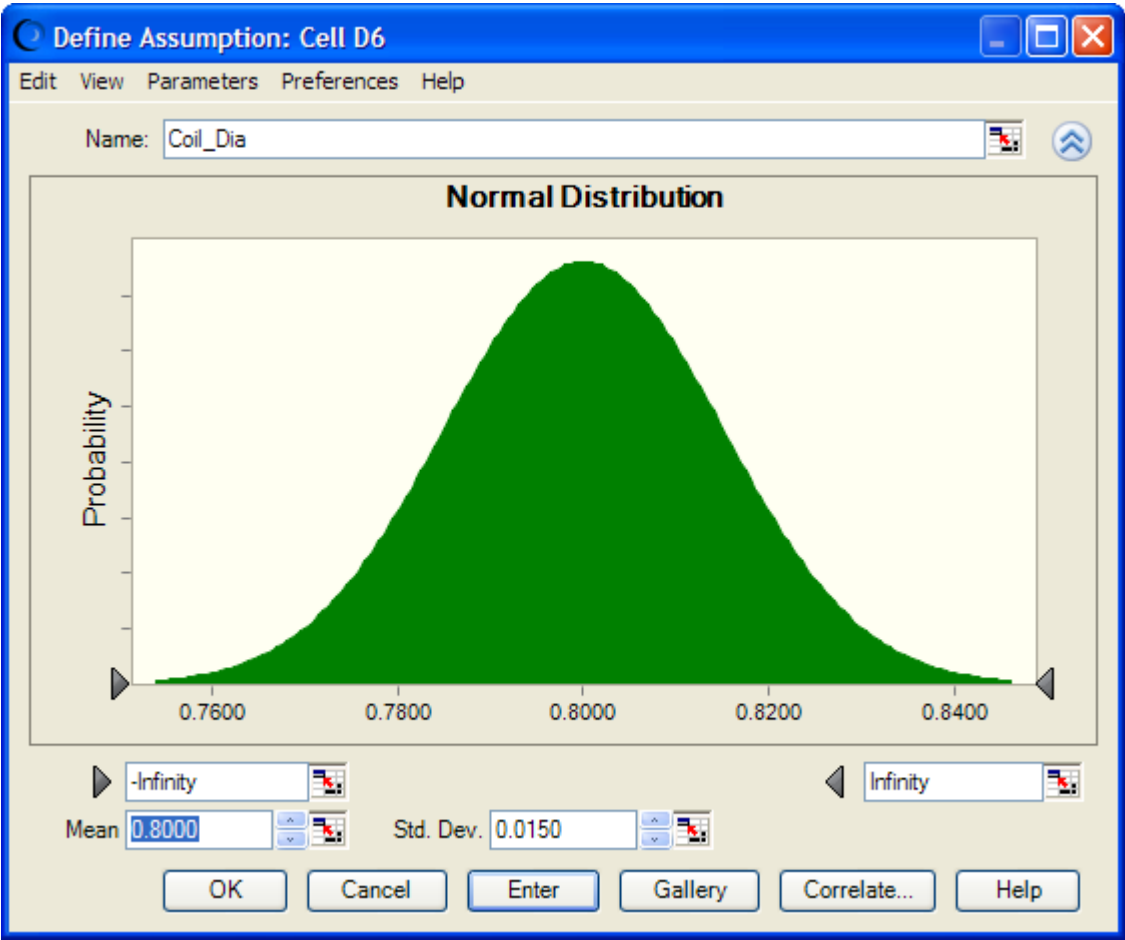 Define Assumption: Cell D6
Edit View Parameters Preferences Help
Name: Coil_Dia
Normal Distribution
Probability
0.7600 0.7800 0.8000 0.8200 0.8400
-Infinity Infinity
Mean 0.8000 Std. Dev. 0.0150
OK Cancel Enter Gallery Correlate... Help